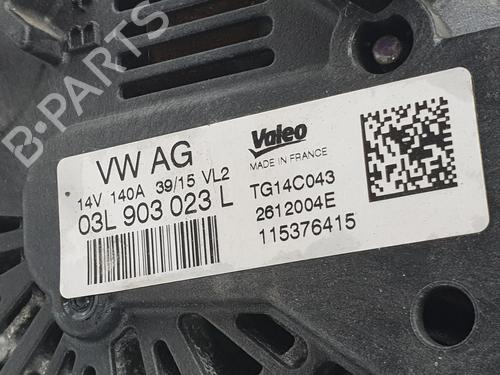 B-PARTS
VW AG
14V 140A 39/15 VL2
03L 903 023 L
Valeo
MADE IN FRANCE
TG14C043
2612004E
115376415